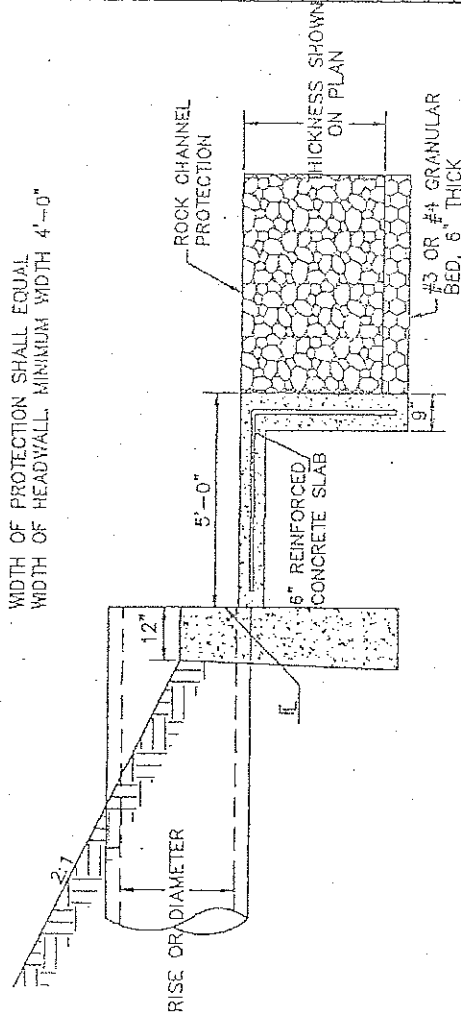 WIDTH OF PROTECTION SHALL EQUAL
WIDTH OF HEADWALL. MINIMUM WIDTH 4'-0"
2:1
RISE OR DIAMETER
12"
5'-0"
6" REINFORCED
CONCRETE SLAB
9
ROCK CHANNEL
PROTECTION
THICKNESS SHOWN
ON PLAN
#3 OR #4 GRANULAR
BED, 6" THICK